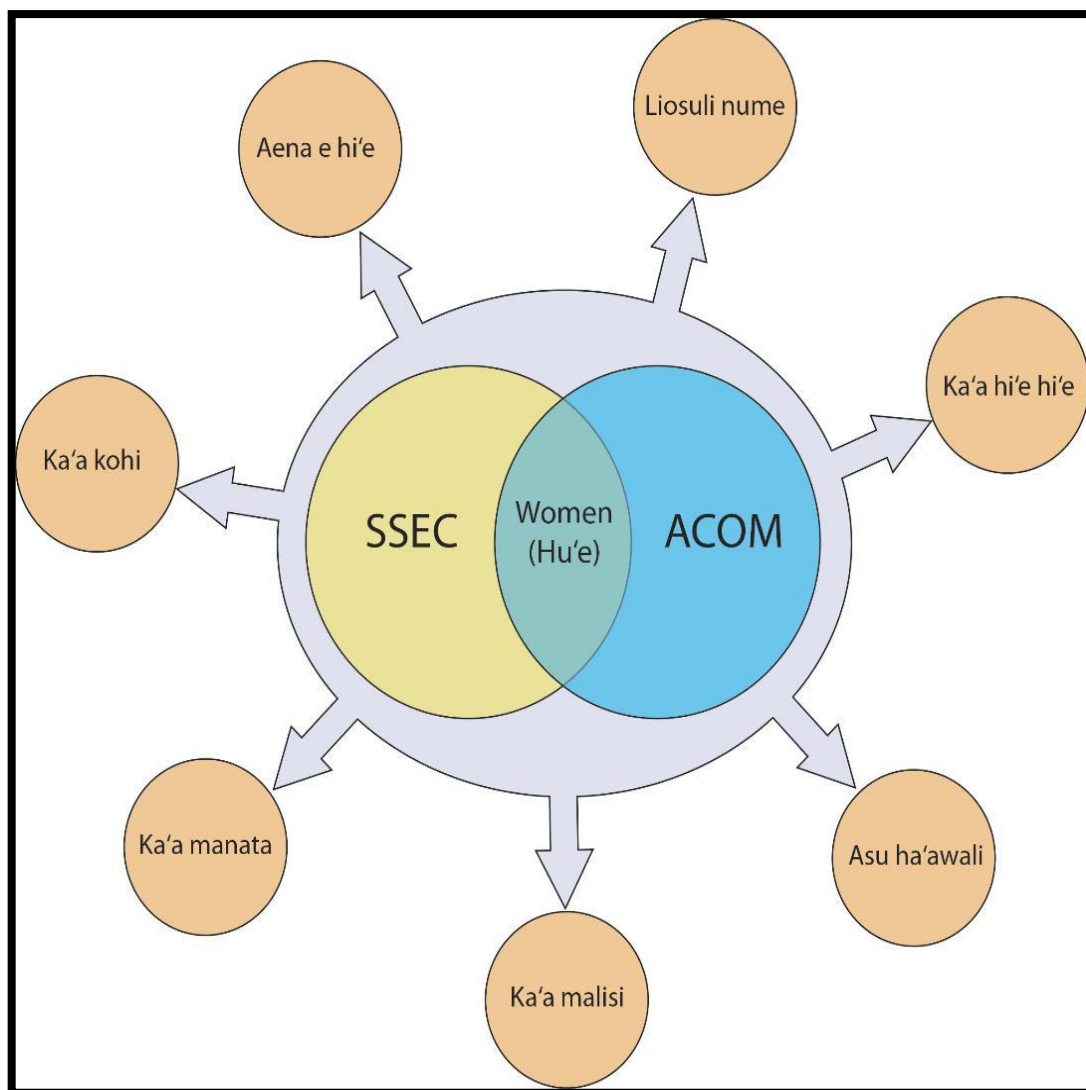 Liosuli nume
Aena e hi‘e
Ka‘a hi‘e hi‘e
Ka‘a kohi
SSEC
Women
(Hu‘e)
ACOM
Ka‘a manata
Asu ha‘awali
Ka‘a malisi